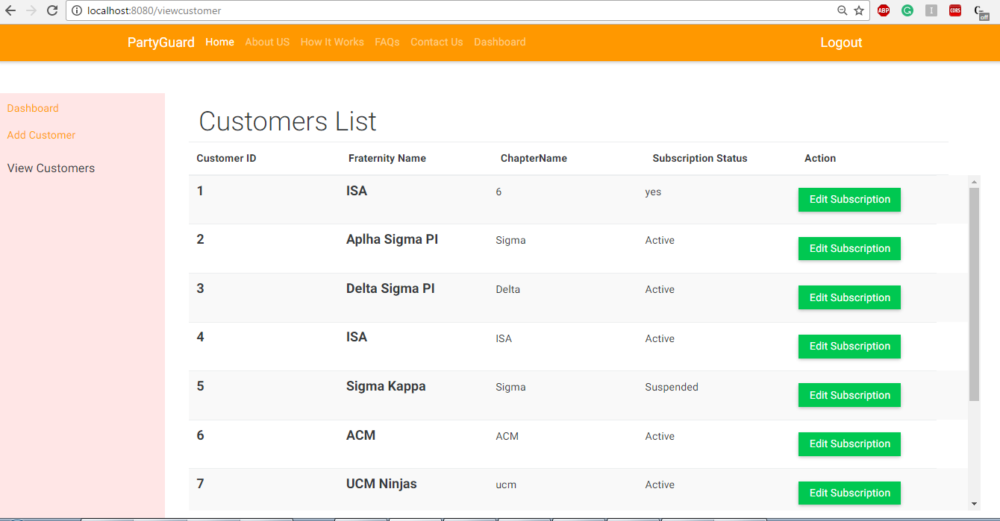 localhost:8080/viewcustomer
ABP
CORS
off
PartyGuard Home About US How It Works FAQs Contact Us Dashboard Logout
Dashboard
Add Customer
View Customers
Customers List
Customer ID Fraternity Name ChapterName Subscription Status Action
1 ISA 6 yes Edit Subscription
2 Aplha Sigma PI Sigma Active Edit Subscription
3 Delta Sigma PI Delta Active Edit Subscription
4 ISA ISA Active Edit Subscription
5 Sigma Kappa Sigma Suspended Edit Subscription
6 ACM ACM Active Edit Subscription
7 UCM Ninjas ucm Active Edit Subscription